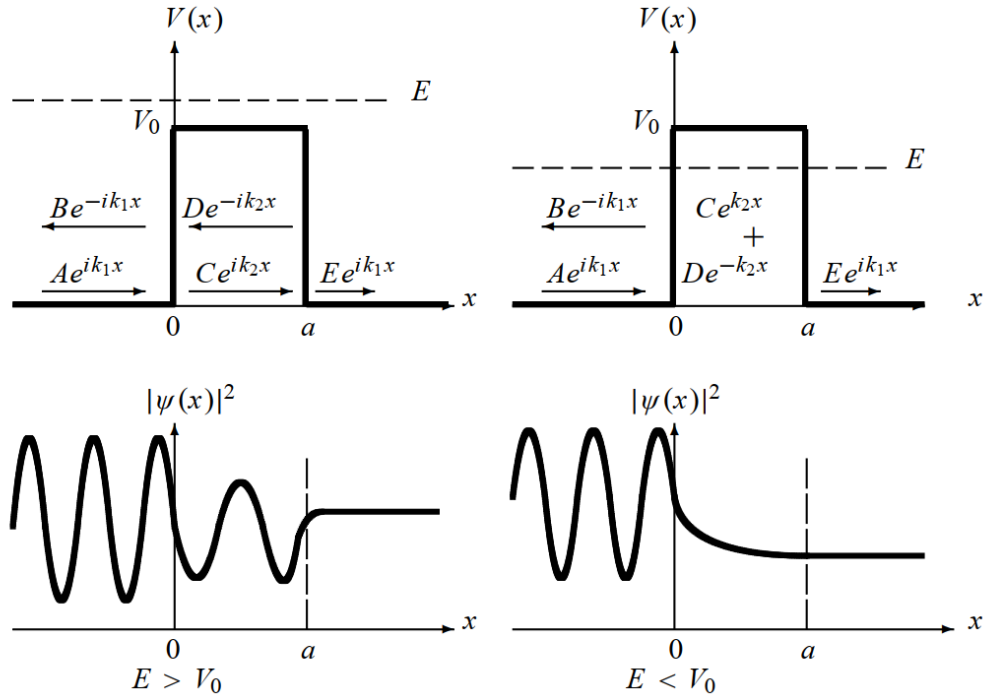 V(x)
E
V₀
Be^{-ik₁x} De^{-ik₂x}
Ae^{ik₁x} Ce^{ik₂x} Ee^{ik₁x}
x
0 a
V(x)
V₀
E
Be^{-ik₁x} Ce^{k₂x}
+
Ae^{ik₁x} De^{-k₂x} Ee^{ik₁x}
x
0 a
|ψ(x)|²
x
0 a
E > V₀
|ψ(x)|²
x
0 a
E < V₀